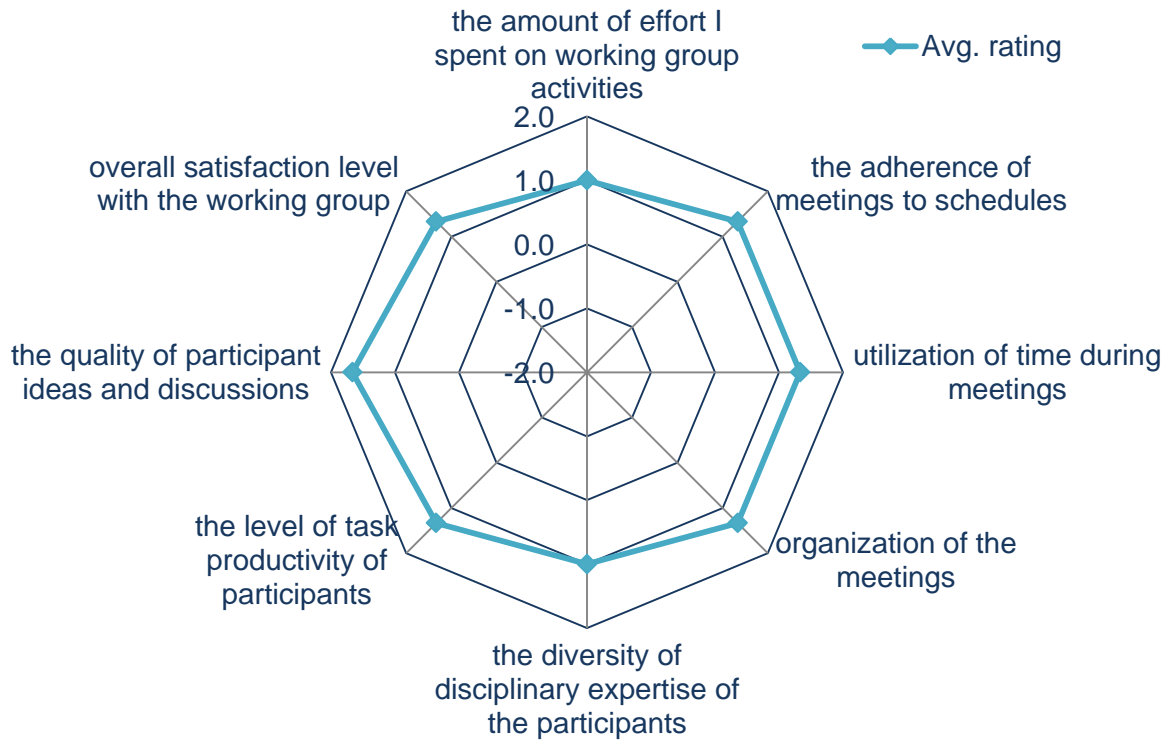 the amount of effort I
spent on working group
activities
Avg. rating
2.0
1.0
0.0
-1.0
-2.0
the adherence of
meetings to schedules
utilization of time during
meetings
organization of the
meetings
the diversity of
disciplinary expertise of
the participants
the level of task
productivity of
participants
the quality of participant
ideas and discussions
overall satisfaction level
with the working group